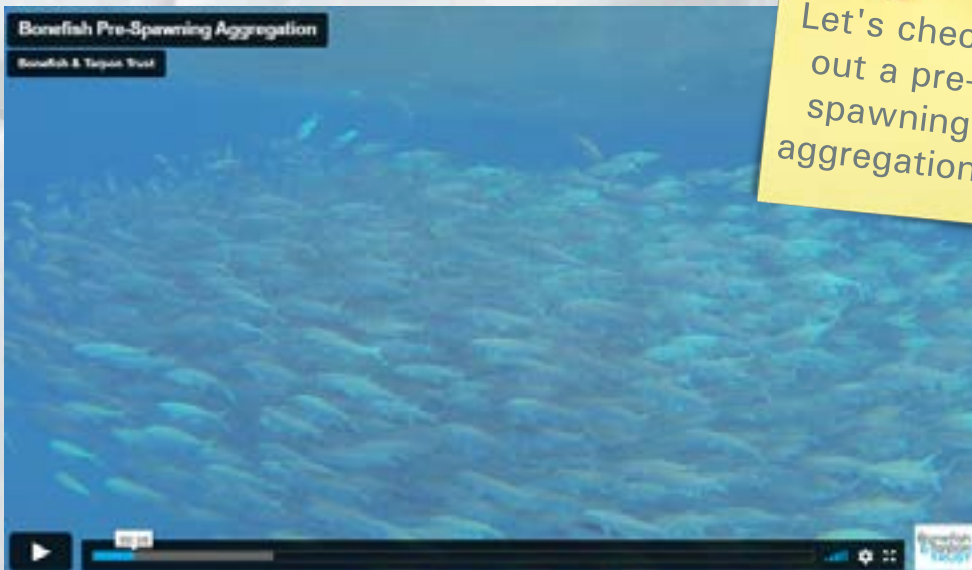 Bonefish Pre-Spawning Aggregation
Bonefish & Tarpon Trust
Let's chec
out a pre-
spawning
aggregation